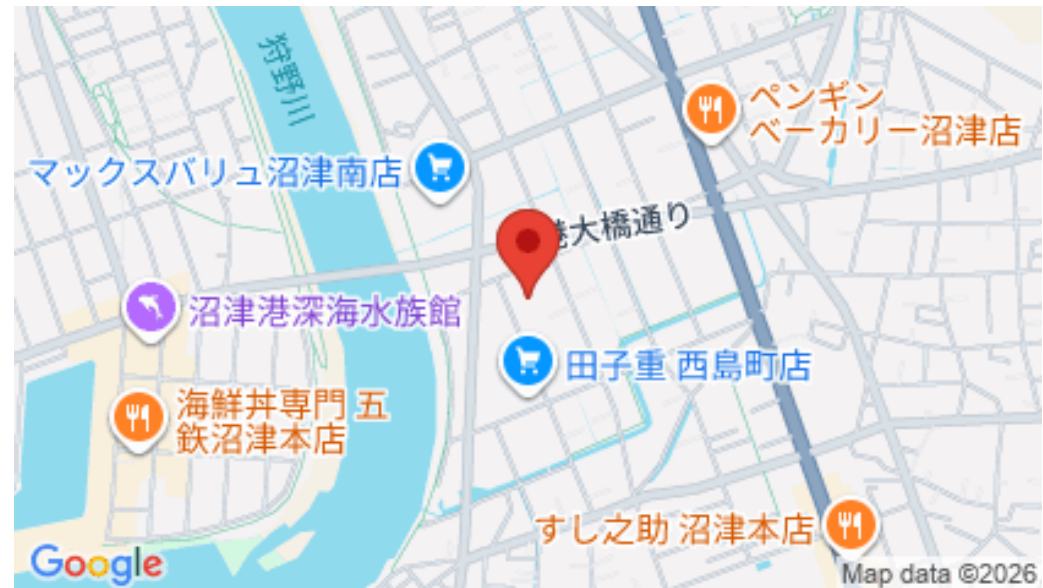 狩野川
ペンギン
ベーカリー沼津店
マックスバリュ沼津南店
港大橋通り
沼津港深海水族館
田子重 西島町店
海鮮丼専門 五
鉄沼津本店
すし之助 沼津本店
Google
Map data ©2026